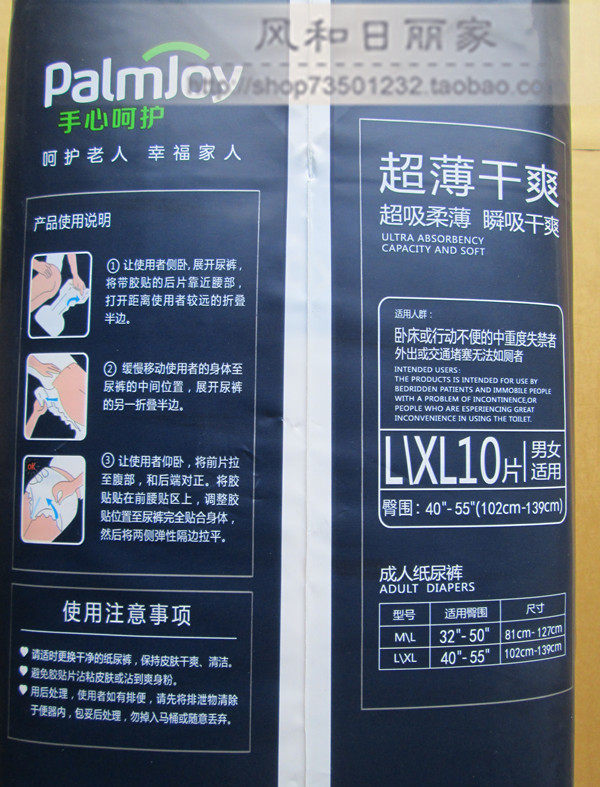 风和日丽家
http://shop73501232.taobao.com
PalmJoy
手心呵护
呵护老人 幸福家人
产品使用说明
① 让使用者侧卧,展开尿裤,
将带胶贴的后片靠近腰部,
打开距离使用者较远的折叠
半边。
② 缓慢移动使用者的身体至
尿裤的中间位置,展开尿裤
的另一折叠半边。
OK~
③ 让使用者仰卧,将前片拉
至腹部,和后端对正。将胶
贴贴在前腰贴区上,调整胶
贴位置至尿裤完全贴合身体,
然后将两侧弹性隔边拉平。
使用注意事项
请适时更换干净的纸尿裤,保持皮肤干爽、清洁。
避免胶贴片沾粘皮肤或沾到爽身粉。
用后处理,使用者如有排便,请先将排泄物清除
于便器内,包妥后处理,勿掉入马桶或随意丢弃。
超薄干爽
超吸柔薄 瞬吸干爽
ULTRA ABSORBENCY
CAPACITY AND SOFT
适用人群:
卧床或行动不便的中重度失禁者
外出或交通堵塞无法如厕者
INTENDED USERS:
THE PRODUCTS IS INTENDED FOR USE BY
BEDRIDDEN PATIENTS AND IMMOBILE PEOPLE
WITH A PROBLEM OF INCONTINENCE,OR
PEOPLE WHO ARE ESPERIENCING GREAT
INCONVENIENCE IN USING THE TOILET.
L\XL10片 男女适用
臀围: 40"-55"(102cm-139cm)
成人纸尿裤
ADULT DIAPERS
型号 适用臀围 尺寸
M\L 32"-50" 81cm-127cm
L\XL 40"-55" 102cm-139cm